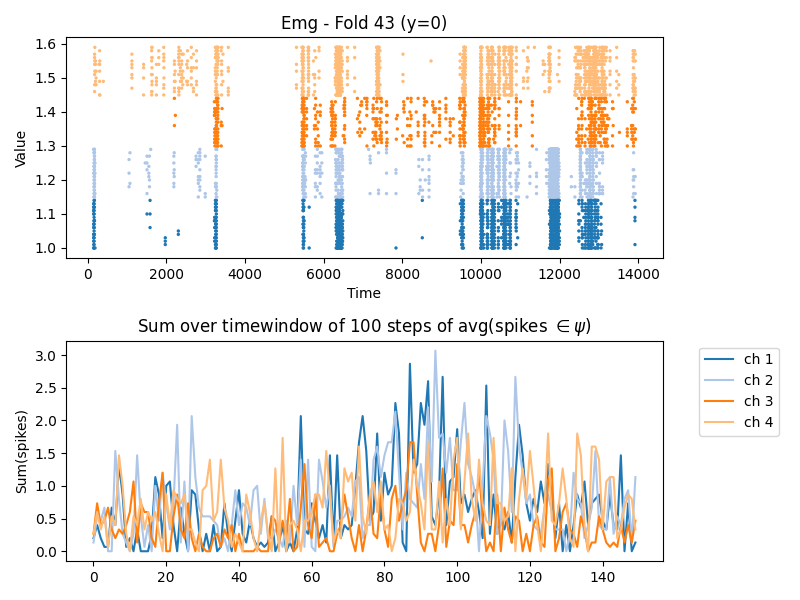 Emg - Fold 43 (y=0)
Value
1.6
1.5
1.4
1.3
1.2
1.1
1.0
0 2000 4000 6000 8000 10000 12000 14000
Time
Sum over timewindow of 100 steps of avg(spikes ∈ ψ)
Sum(spikes)
3.0
2.5
2.0
1.5
1.0
0.5
0.0
0 20 40 60 80 100 120 140
ch 1
ch 2
ch 3
ch 4